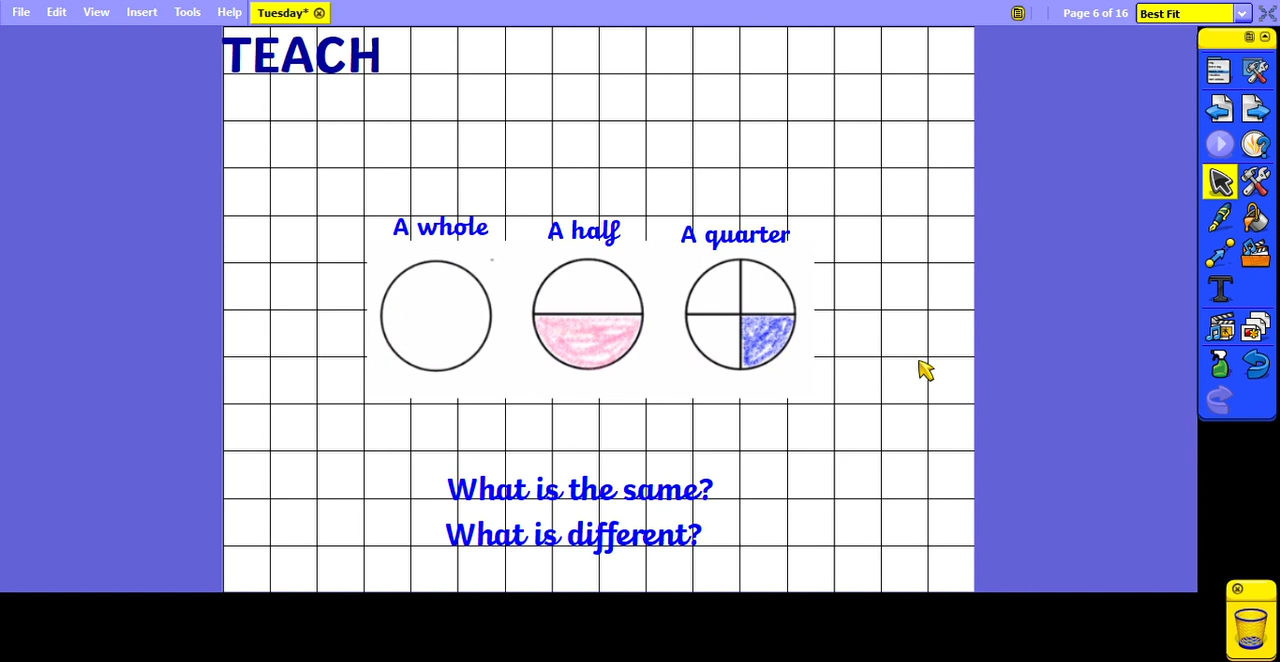 File Edit View Insert Tools Help Tuesday* Page 6 of 16 Best Fit
TEACH
A whole A half A quarter
What is the same?
What is different?